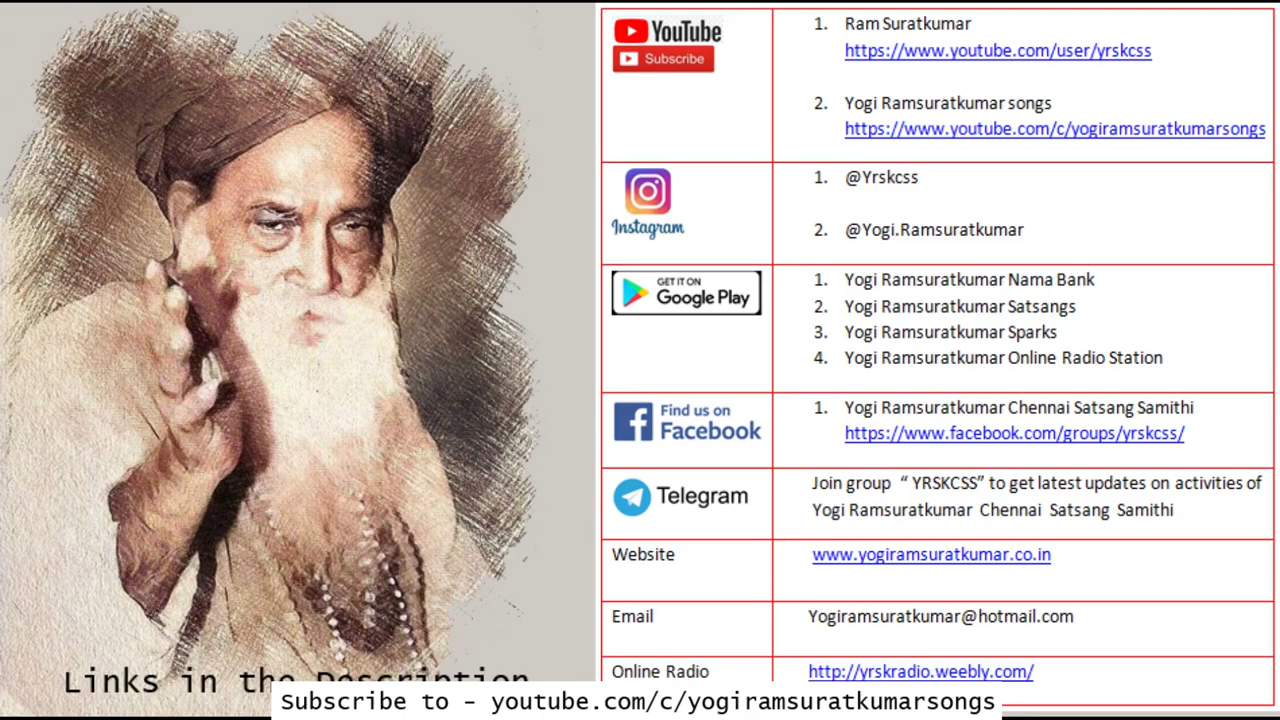 YouTube
Subscribe
1. Ram Suratkumar
https://www.youtube.com/user/yrskcss
2. Yogi Ramsuratkumar songs
https://www.youtube.com/c/yogiramsuratkumarsongs
Instagram
1. @Yrskcss
2. @Yogi.Ramsuratkumar
GET IT ON
Google Play
1. Yogi Ramsuratkumar Nama Bank
2. Yogi Ramsuratkumar Satsangs
3. Yogi Ramsuratkumar Sparks
4. Yogi Ramsuratkumar Online Radio Station
Find us on
Facebook
1. Yogi Ramsuratkumar Chennai Satsang Samithi
https://www.facebook.com/groups/yrskcss/
Telegram
Join group “ YRSKCSS” to get latest updates on activities of
Yogi Ramsuratkumar Chennai Satsang Samithi
Website
www.yogiramsuratkumar.co.in
Email
Yogiramsuratkumar@hotmail.com
Online Radio
http://yrskradio.weebly.com/
Links in the Description
Subscribe to - youtube.com/c/yogiramsuratkumarsongs